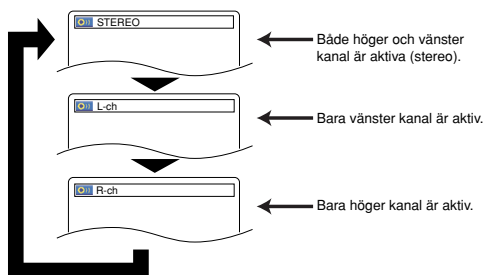 STEREO
Både höger och vänster
kanal är aktiva (stereo).
L-ch
Bara vänster kanal är aktiv.
R-ch
Bara höger kanal är aktiv.